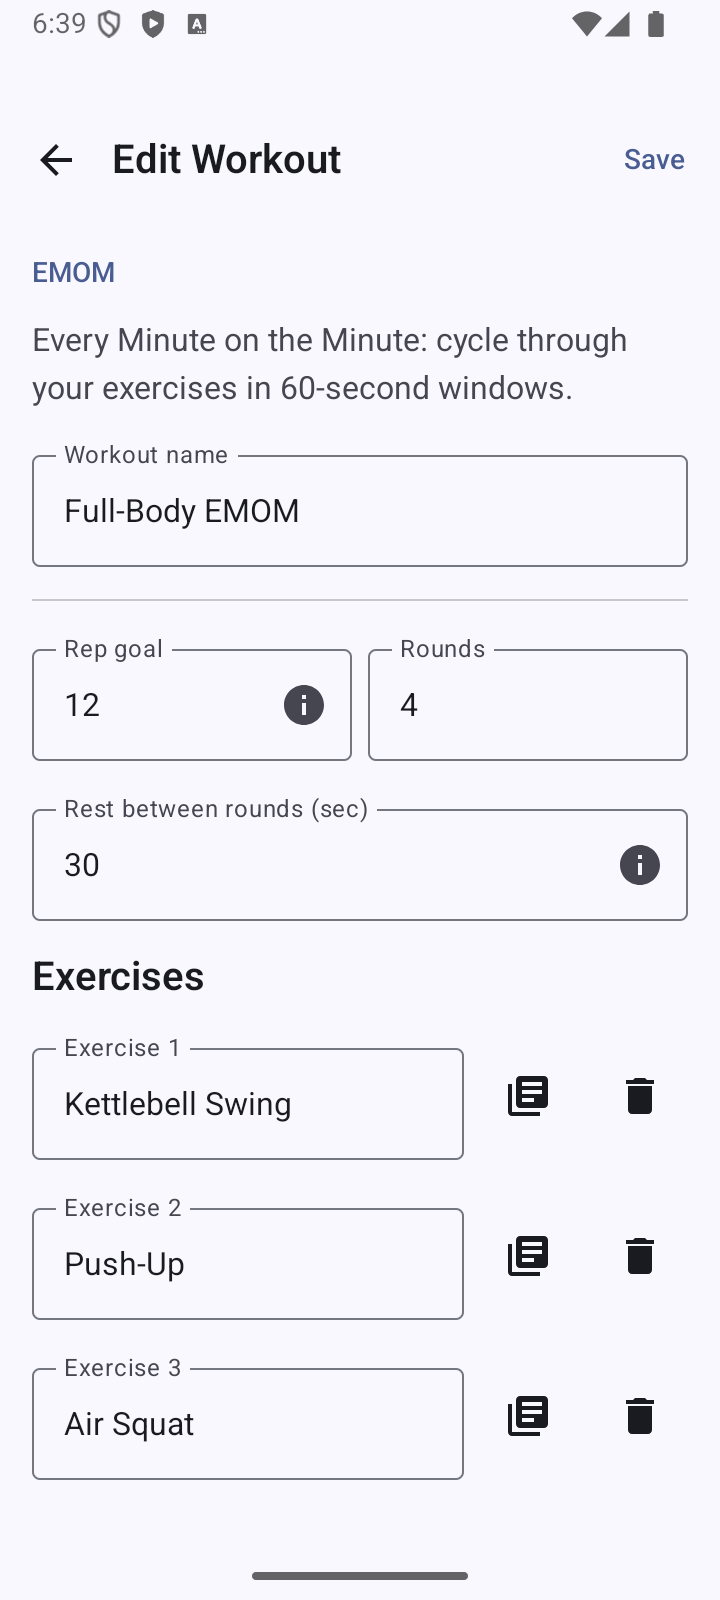 6:39
Edit Workout
Save
EMOM
Every Minute on the Minute: cycle through
your exercises in 60-second windows.
Workout name
Full-Body EMOM
Rep goal
12
Rounds
4
Rest between rounds (sec)
30
Exercises
Exercise 1
Kettlebell Swing
Exercise 2
Push-Up
Exercise 3
Air Squat